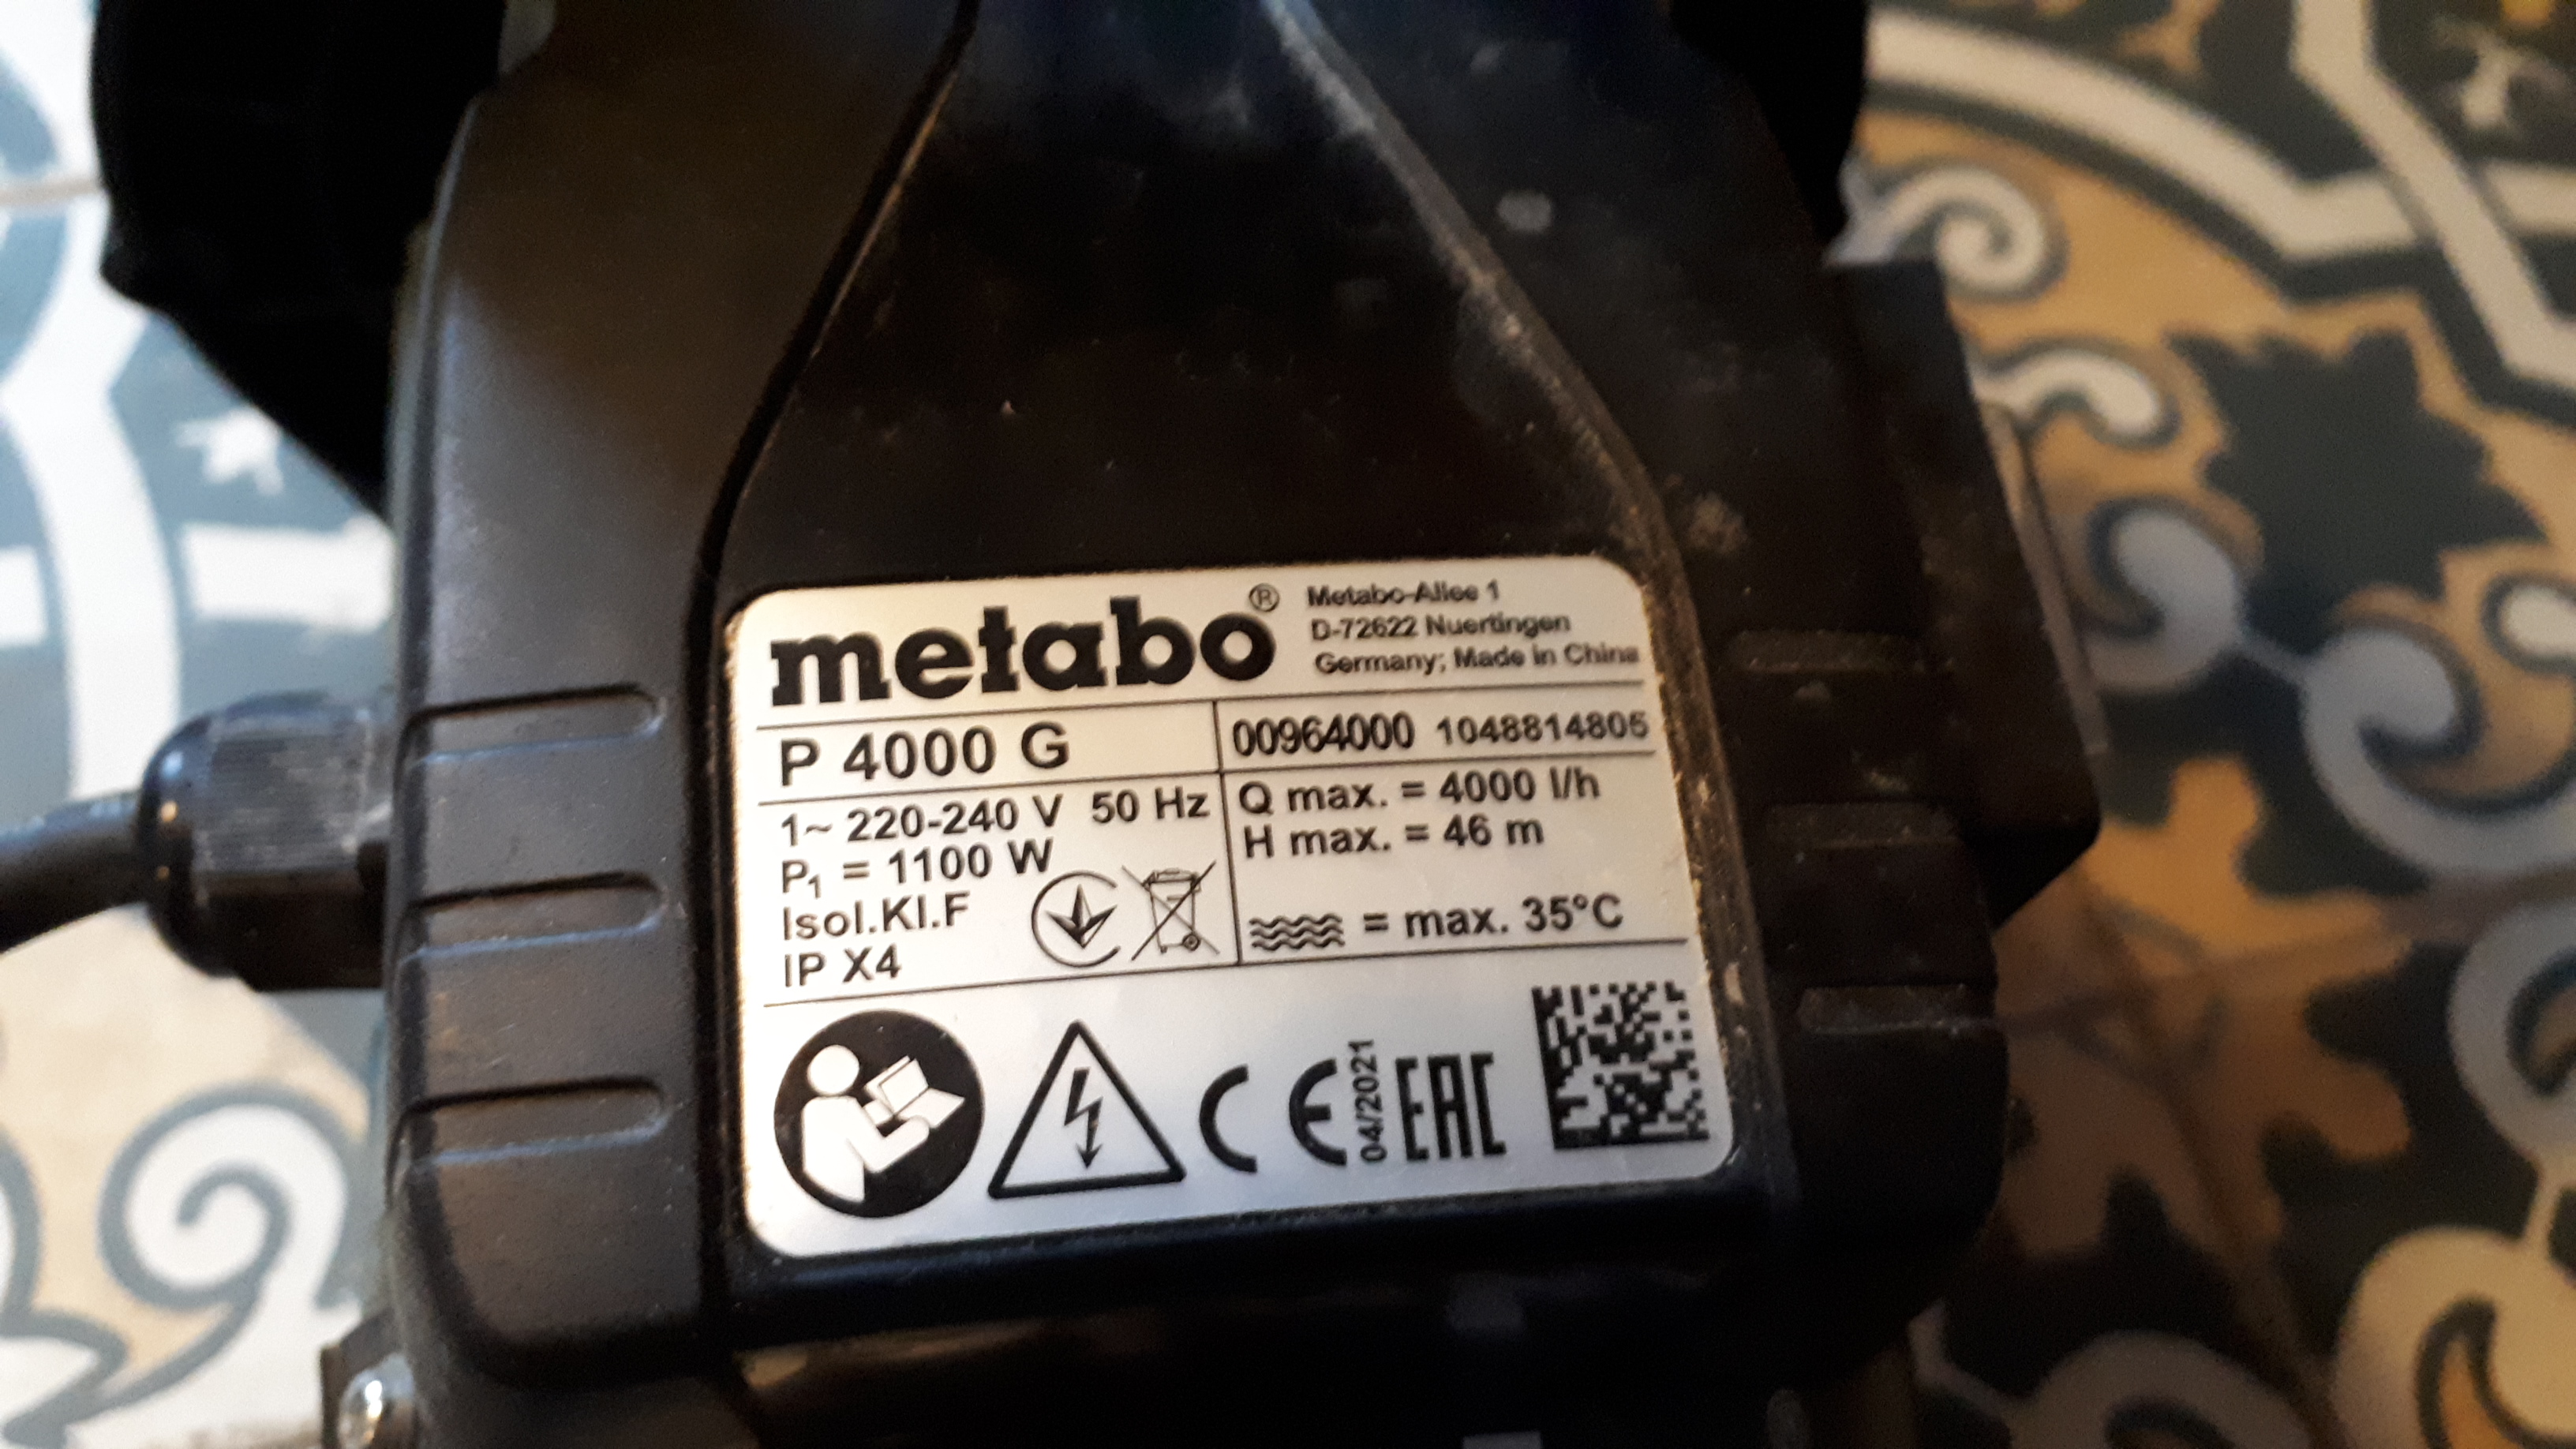 metabo®
Metabo-Allee 1
D-72622 Nuertingen
Germany; Made in China
P 4000 G
00964000 1048814805
1~ 220-240 V 50 Hz
P₁ = 1100 W
Isol.Kl.F
IP X4
Q max. = 4000 l/h
H max. = 46 m
= max. 35°C
CE
04/2021
EAC